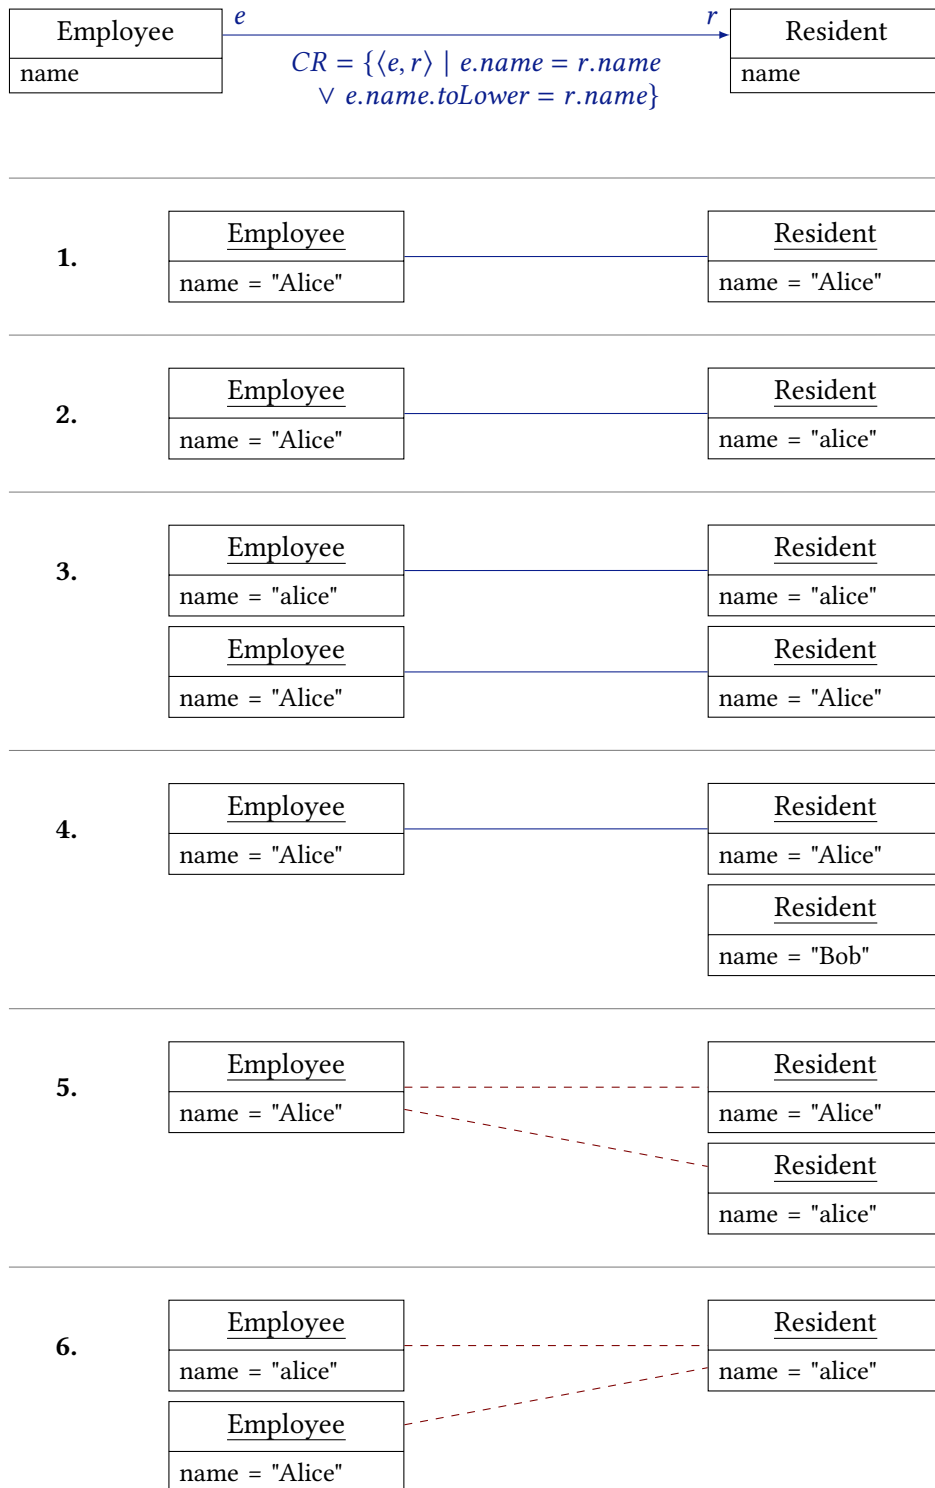 Employee
e
r
Resident
name
CR = {⟨e, r⟩ | e.name = r.name
∨ e.name.toLower = r.name}
name
1.
Employee
Resident
name = "Alice"
name = "Alice"
2.
Employee
Resident
name = "Alice"
name = "alice"
3.
Employee
Resident
name = "alice"
name = "alice"
Employee
Resident
name = "Alice"
name = "Alice"
4.
Employee
Resident
name = "Alice"
name = "Alice"
Resident
name = "Bob"
5.
Employee
Resident
name = "Alice"
name = "Alice"
Resident
name = "alice"
6.
Employee
Resident
name = "alice"
name = "alice"
Employee
name = "Alice"